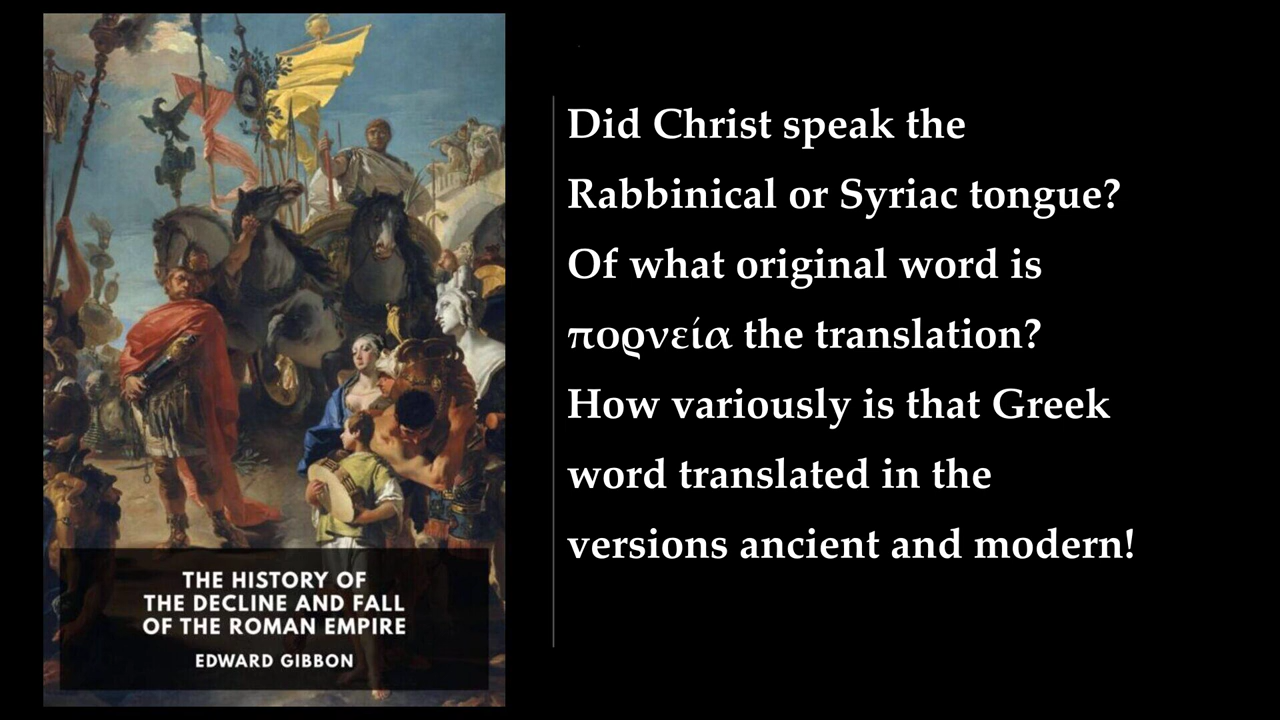 THE HISTORY OF
THE DECLINE AND FALL
OF THE ROMAN EMPIRE
EDWARD GIBBON
Did Christ speak the
Rabbinical or Syriac tongue?
Of what original word is
πορνεία the translation?
How variously is that Greek
word translated in the
versions ancient and modern!